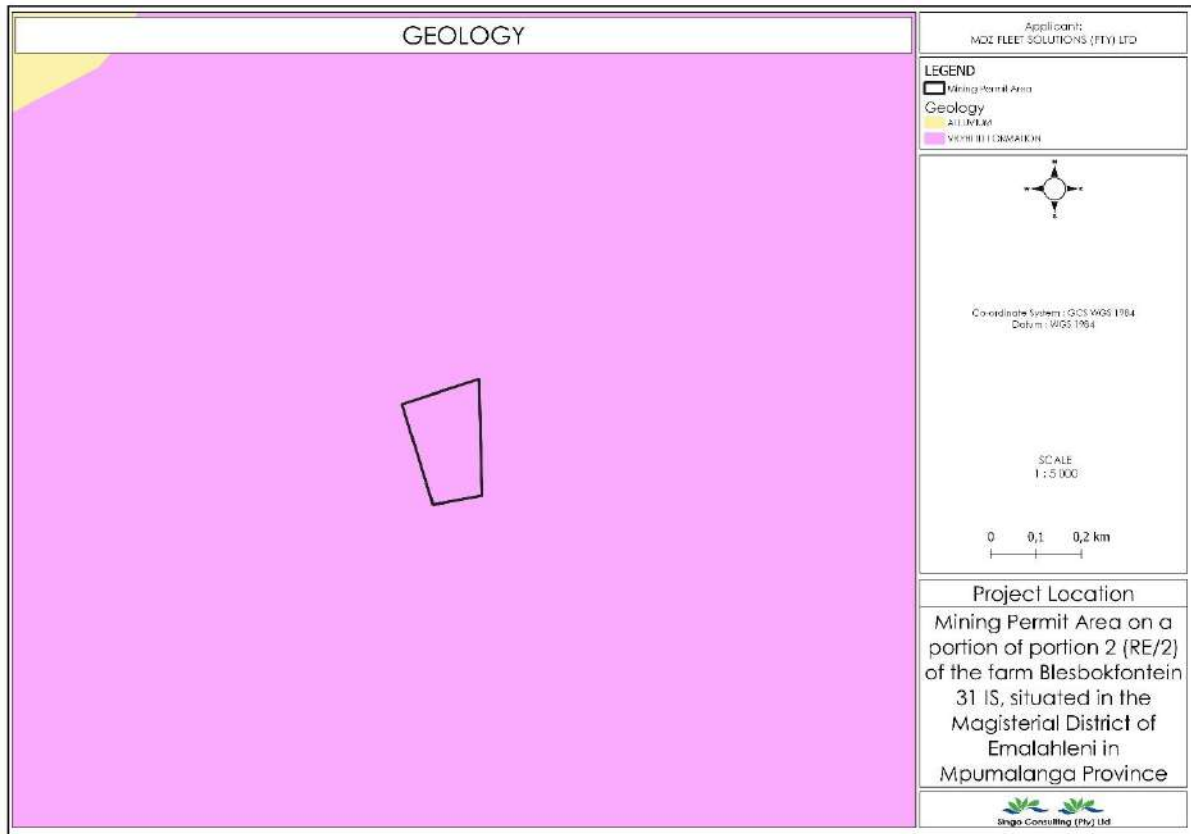 GEOLOGY
Applicant:
MDZ FLEET SOLUTIONS (PTY) LTD
LEGEND
Mining Permit Area
Geology
ALLUVIUM
VRYHEID FORMATION
N
W
S
Co-ordinate System : GCS WGS 1984
Datum : WGS 1984
SCALE
1 : 5 000
0 0,1 0,2 km
Project Location
Mining Permit Area on a
portion of portion 2 (RE/2)
of the farm Blesbokfontein
31 IS, situated in the
Magisterial District of
Emalahleni in
Mpumalanga Province
Singo Consulting (Pty) Ltd